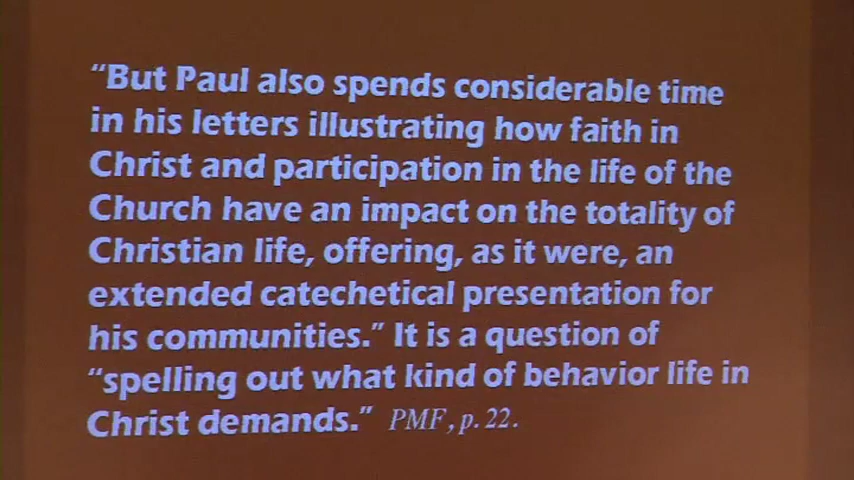 “But Paul also spends considerable time
in his letters illustrating how faith in
Christ and participation in the life of the
Church have an impact on the totality of
Christian life, offering, as it were, an
extended catechetical presentation for
his communities.” It is a question of
“spelling out what kind of behavior life in
Christ demands.” PMF, p. 22.